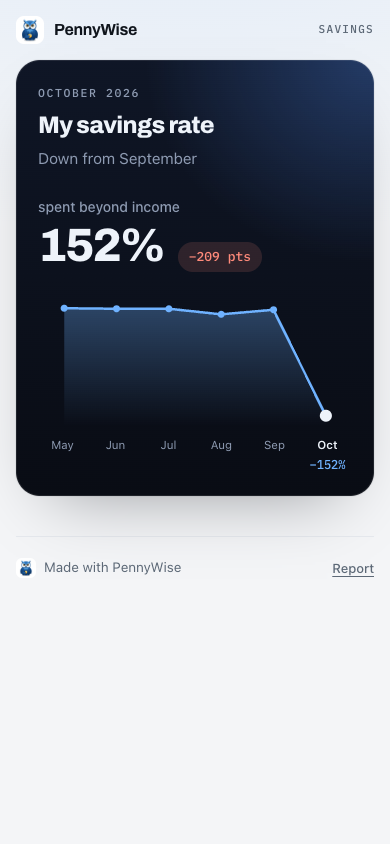 PennyWise
SAVINGS
OCTOBER 2026
My savings rate
Down from September
spent beyond income
152% −209 pts
May Jun Jul Aug Sep Oct
−152%
Made with PennyWise
Report